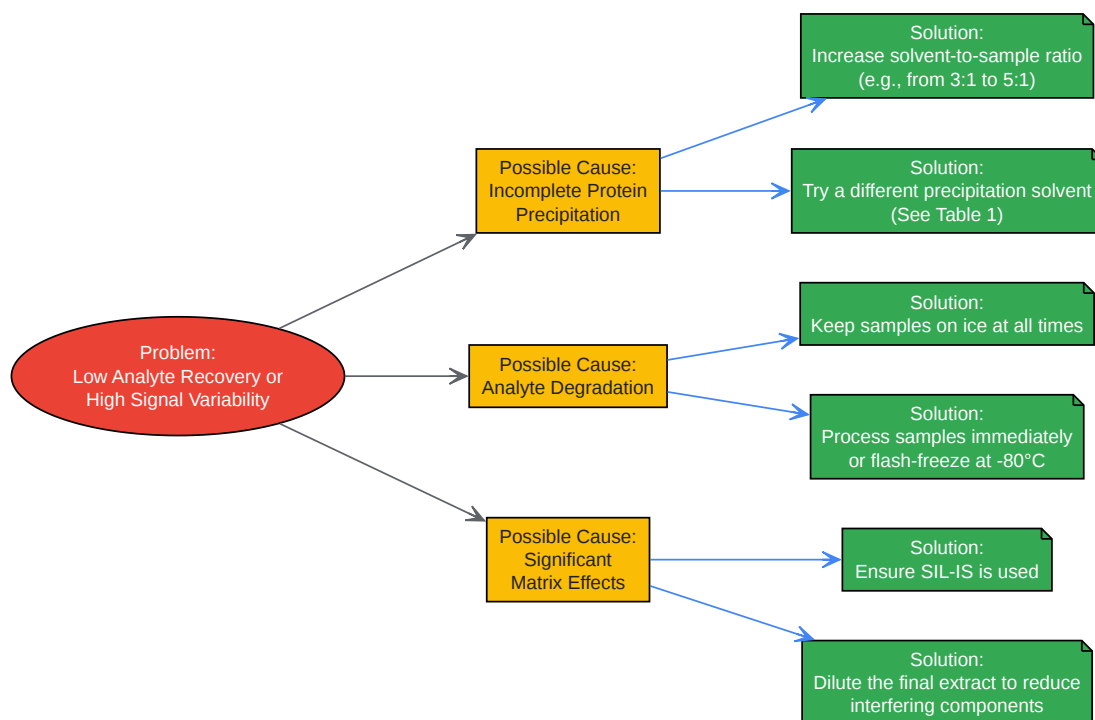 Solution:
Increase solvent-to-sample ratio
(e.g., from 3:1 to 5:1)
Possible Cause:
Incomplete Protein
Precipitation
Solution:
Try a different precipitation solvent
(See Table 1)
Solution:
Keep samples on ice at all times
Problem:
Low Analyte Recovery or
High Signal Variability
Possible Cause:
Analyte Degradation
Solution:
Process samples immediately
or flash-freeze at -80°C
Possible Cause:
Significant
Matrix Effects
Solution:
Ensure SIL-IS is used
Solution:
Dilute the final extract to reduce
interfering components